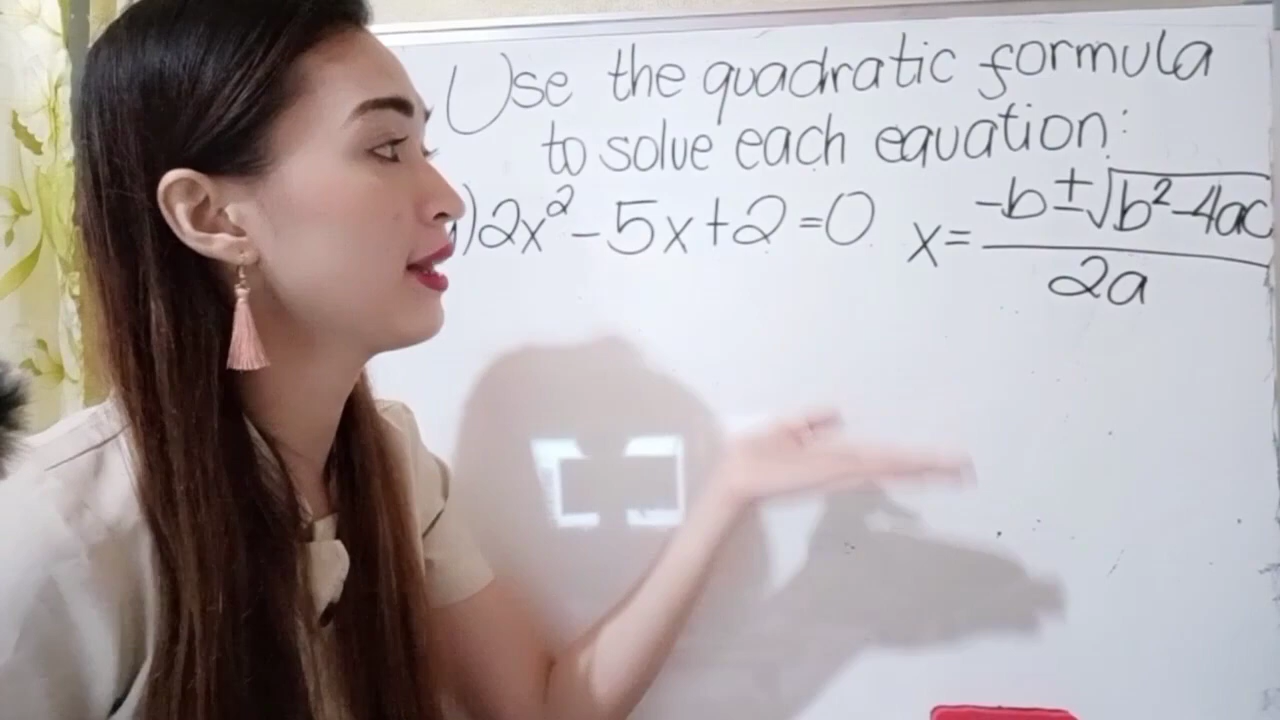 Use the quadratic formula
to solve each equation:
) 2x² - 5x + 2 = 0 x = -b ± √b² - 4ac
2a